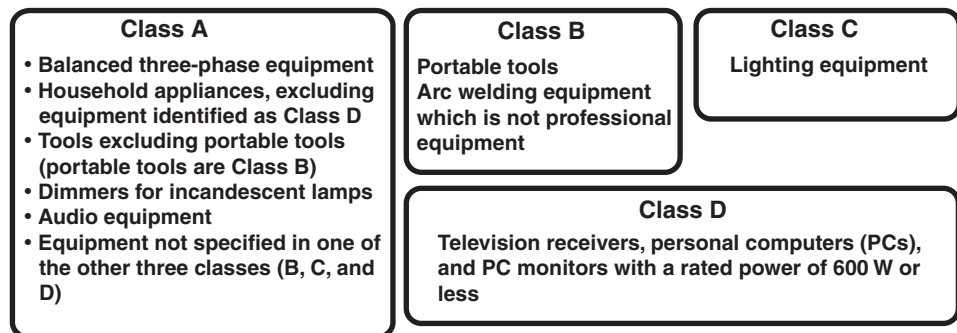 Class A
• Balanced three-phase equipment
• Household appliances, excluding
equipment identified as Class D
• Tools excluding portable tools
(portable tools are Class B)
• Dimmers for incandescent lamps
• Audio equipment
• Equipment not specified in one of
the other three classes (B, C, and
D)
Class B
Portable tools
Arc welding equipment
which is not professional
equipment
Class C
Lighting equipment
Class D
Television receivers, personal computers (PCs),
and PC monitors with a rated power of 600 W or
less